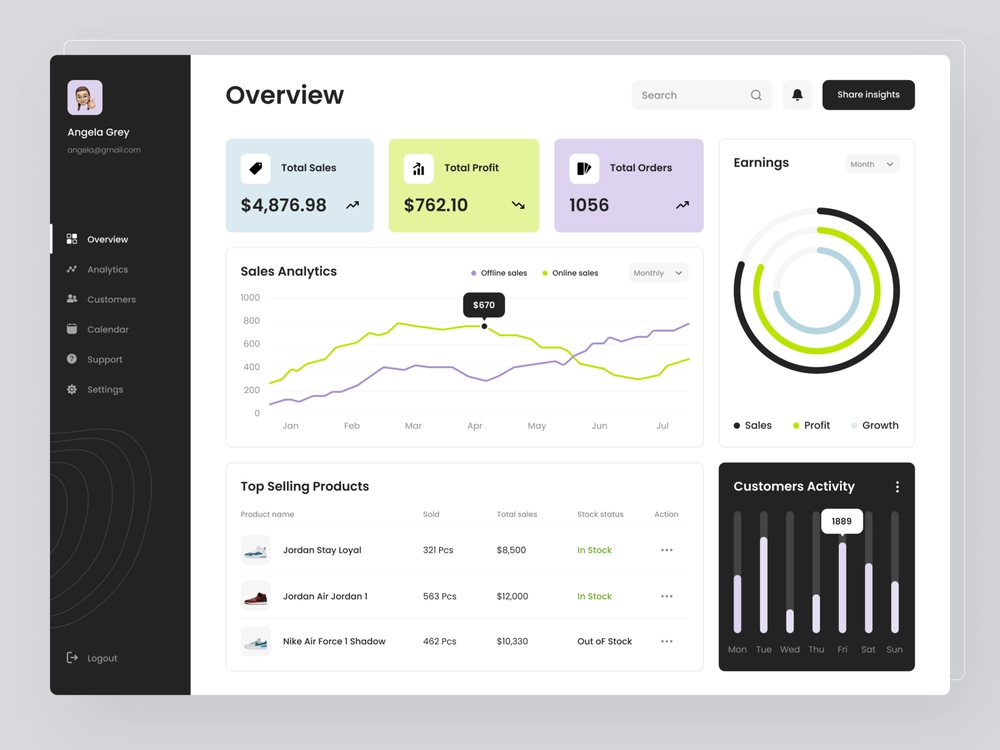 Angela Grey
angela@gmail.com
Overview
Analytics
Customers
Calendar
Support
Settings
Logout
Overview
Search
Share insights
Total Sales
$4,876.98
Total Profit
$762.10
Total Orders
1056
Sales Analytics
Offline sales
Online sales
Monthly
1000
800
600
400
200
0
$670
Jan Feb Mar Apr May Jun Jul
Earnings
Month
Sales Profit Growth
Top Selling Products
Product name Sold Total sales Stock status Action
Jordan Stay Loyal 321 Pcs $8,500 In Stock
Jordan Air Jordan 1 563 Pcs $12,000 In Stock
Nike Air Force 1 Shadow 462 Pcs $10,330 Out oF Stock
Customers Activity
1889
Mon Tue Wed Thu Fri Sat Sun